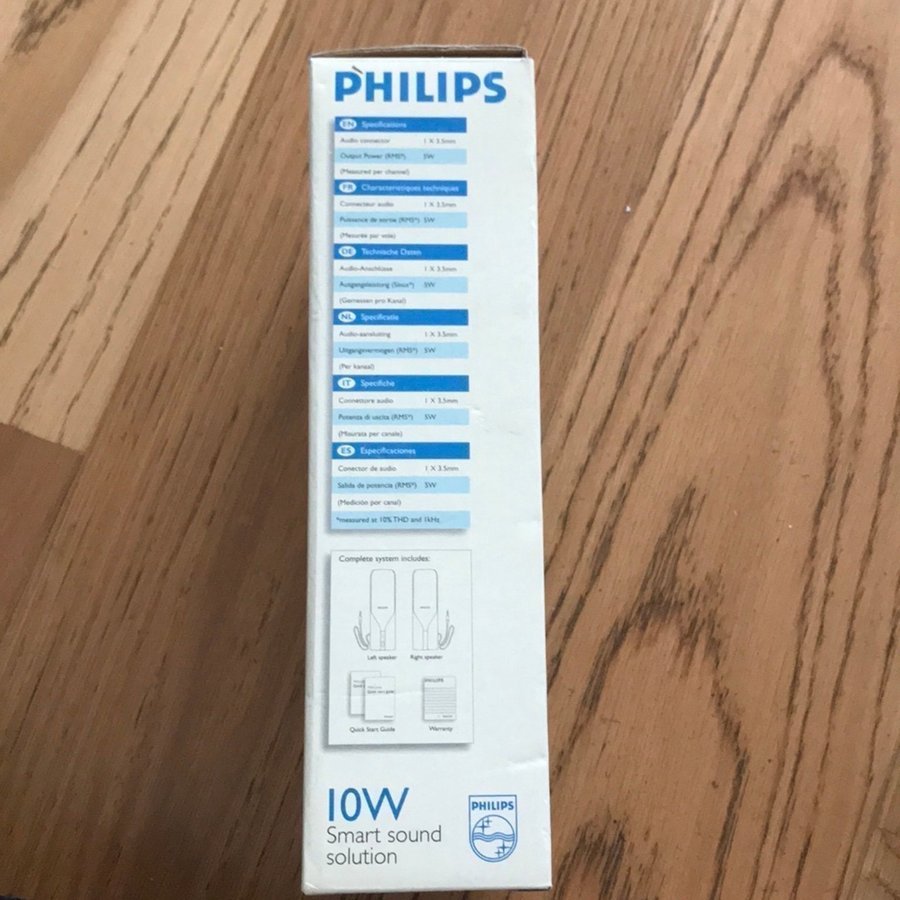 PHILIPS
EN Specifications
Audio connector 1 X 3.5mm
Output Power (RMS*) 5W
(Measured per channel)
FR Characteristiques techniques
Connecteur audio 1 X 3.5mm
Puissance de sortie (RMS*) 5W
(Mesurée par voie)
DE Technische Daten
Audio-Anschlüsse 1 X 3.5mm
Ausgangsleistung (Sinus*) 5W
(Gemessen pro Kanal)
NL Specificatie
Audio-aansluiting 1 X 3.5mm
Uitgangsvermogen (RMS*) 5W
(Per kanaal)
IT Specifiche
Connettore audio 1 X 3.5mm
Potenza di uscita (RMS*) 5W
(Misurata per canale)
ES Especificaciones
Conector de audio 1 X 3.5mm
Salida de potencia (RMS*) 5W
(Medición por canal)
*measured at 10% THD and 1kHz.
Complete system includes:
Left speaker Right speaker
Quick start guide
PHILIPS
Quick Start Guide Warranty
10W
Smart sound
solution
PHILIPS